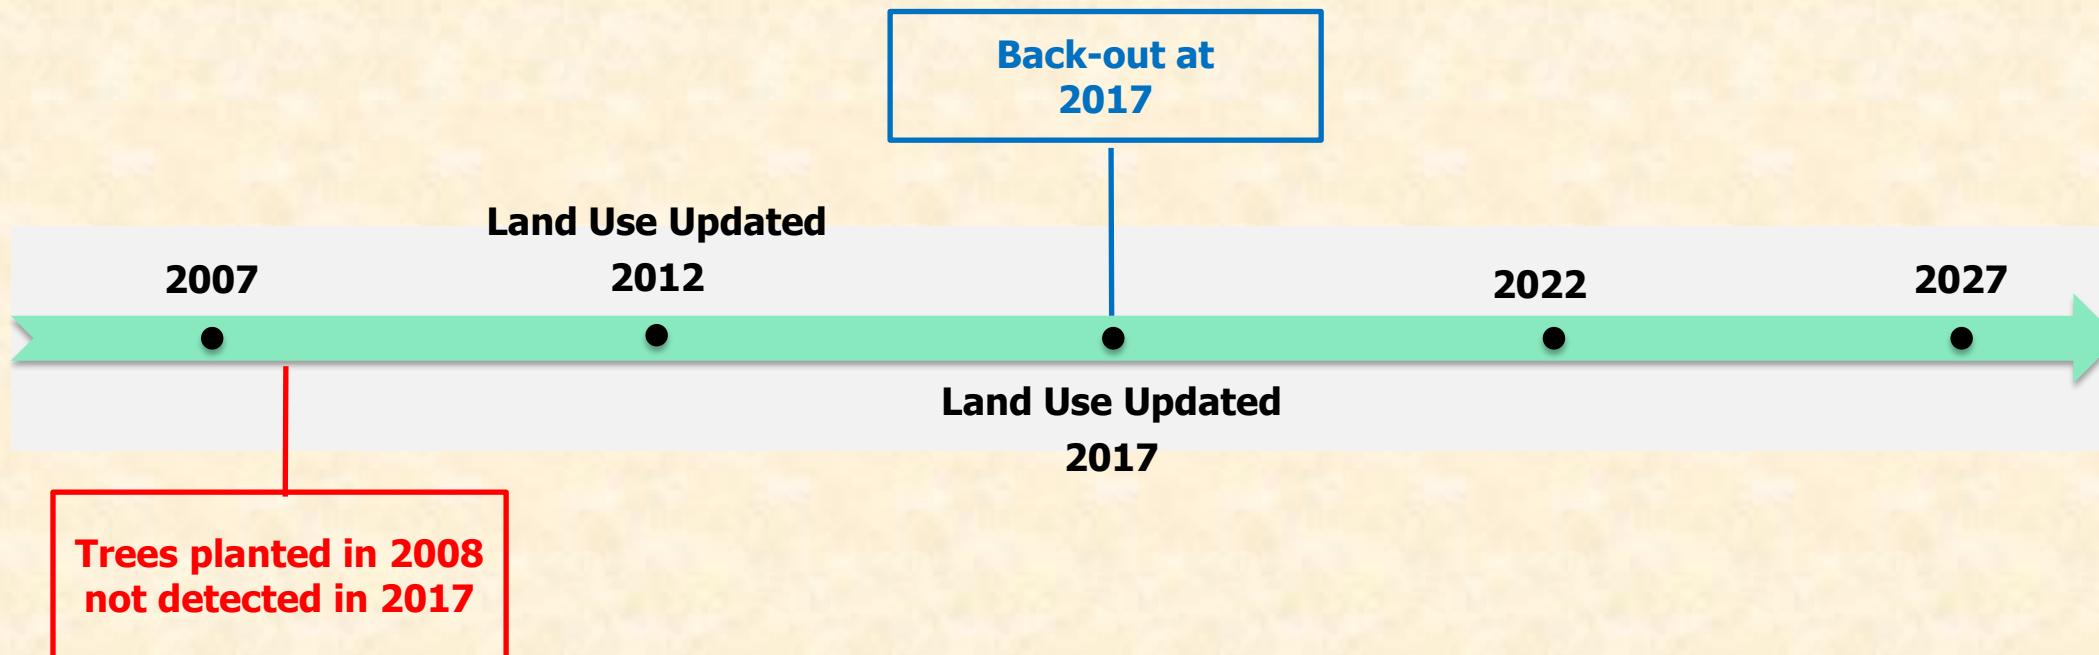 Back-out at
2017
Land Use Updated
2007
2012
2022
2027
Land Use Updated
2017
Trees planted in 2008
not detected in 2017